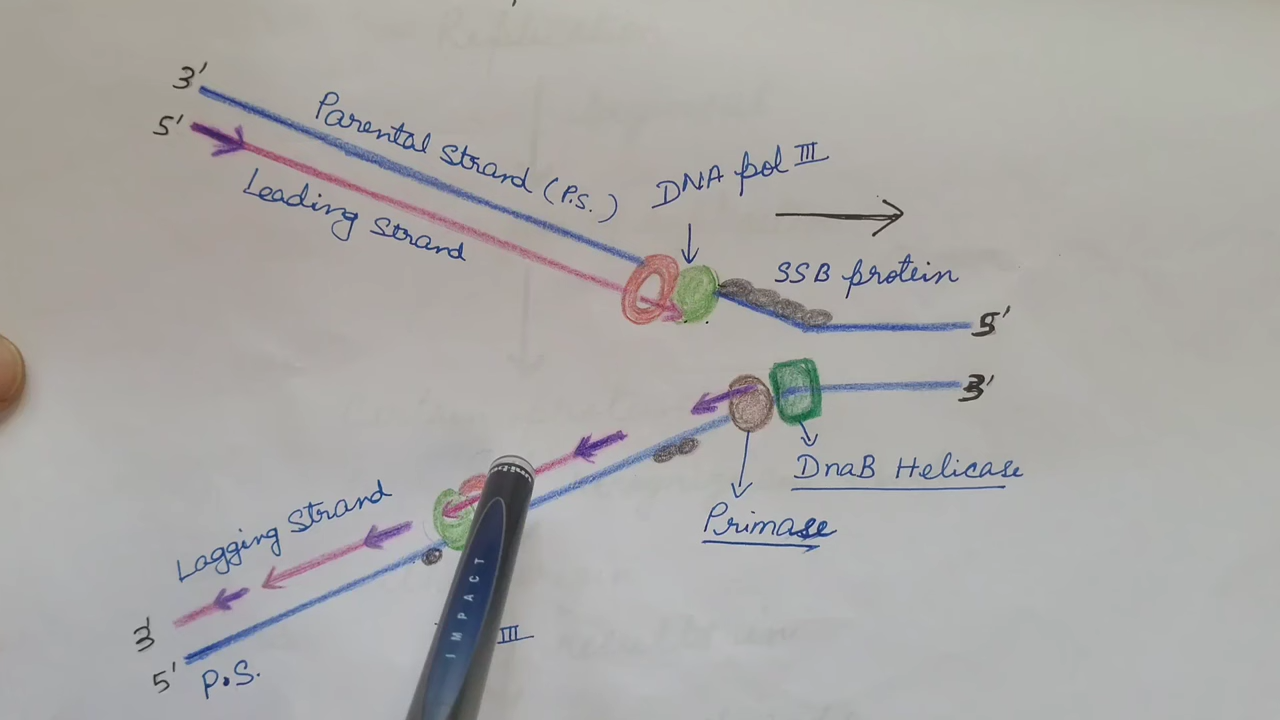 3'
5'
Parental Strand (P.S.)
Leading Strand
DNA pol III
SSB protein
5'
3'
DnaB Helicase
Primase
Lagging Strand
3'
5'
P.S.
III
IMPACT